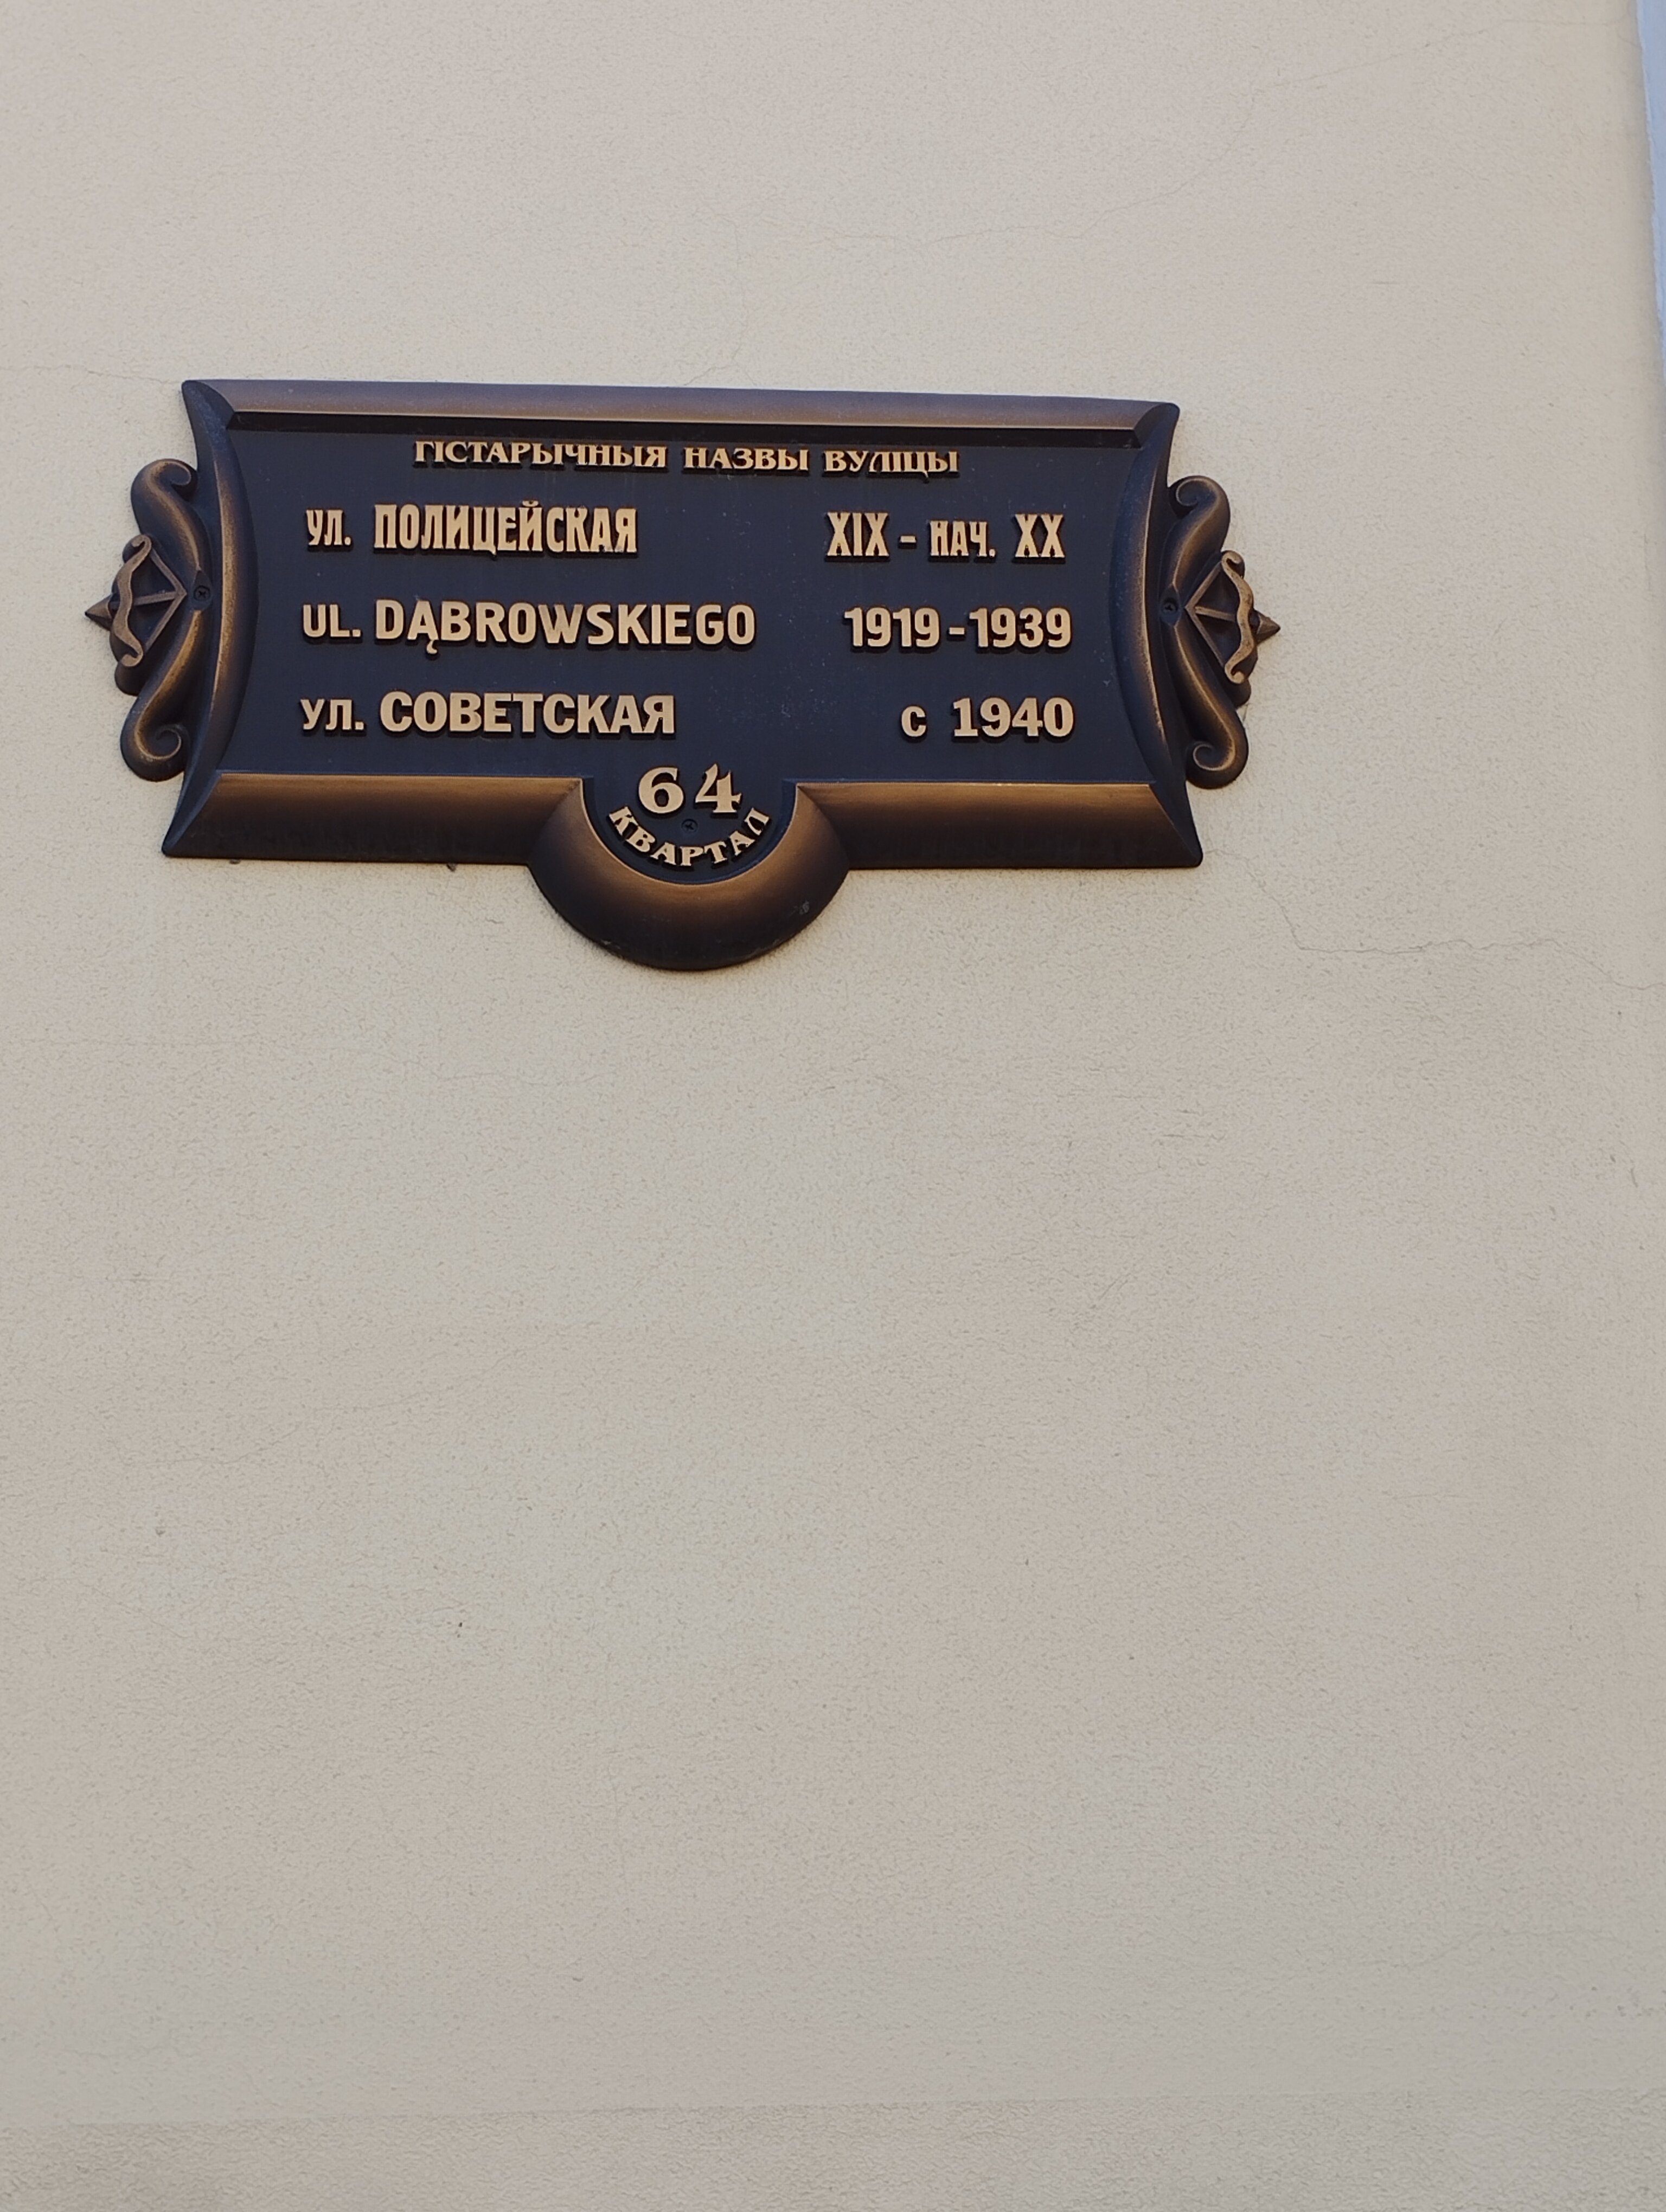 ГІСТАРЫЧНЫЯ НАЗВЫ ВУЛІЦЫ
УЛ. ПОЛИЦЕЙСКАЯ XIX – НАЧ. XX
UL. DĄBROWSKIEGO 1919-1939
УЛ. СОВЕТСКАЯ С 1940
64
КВАРТАЛ